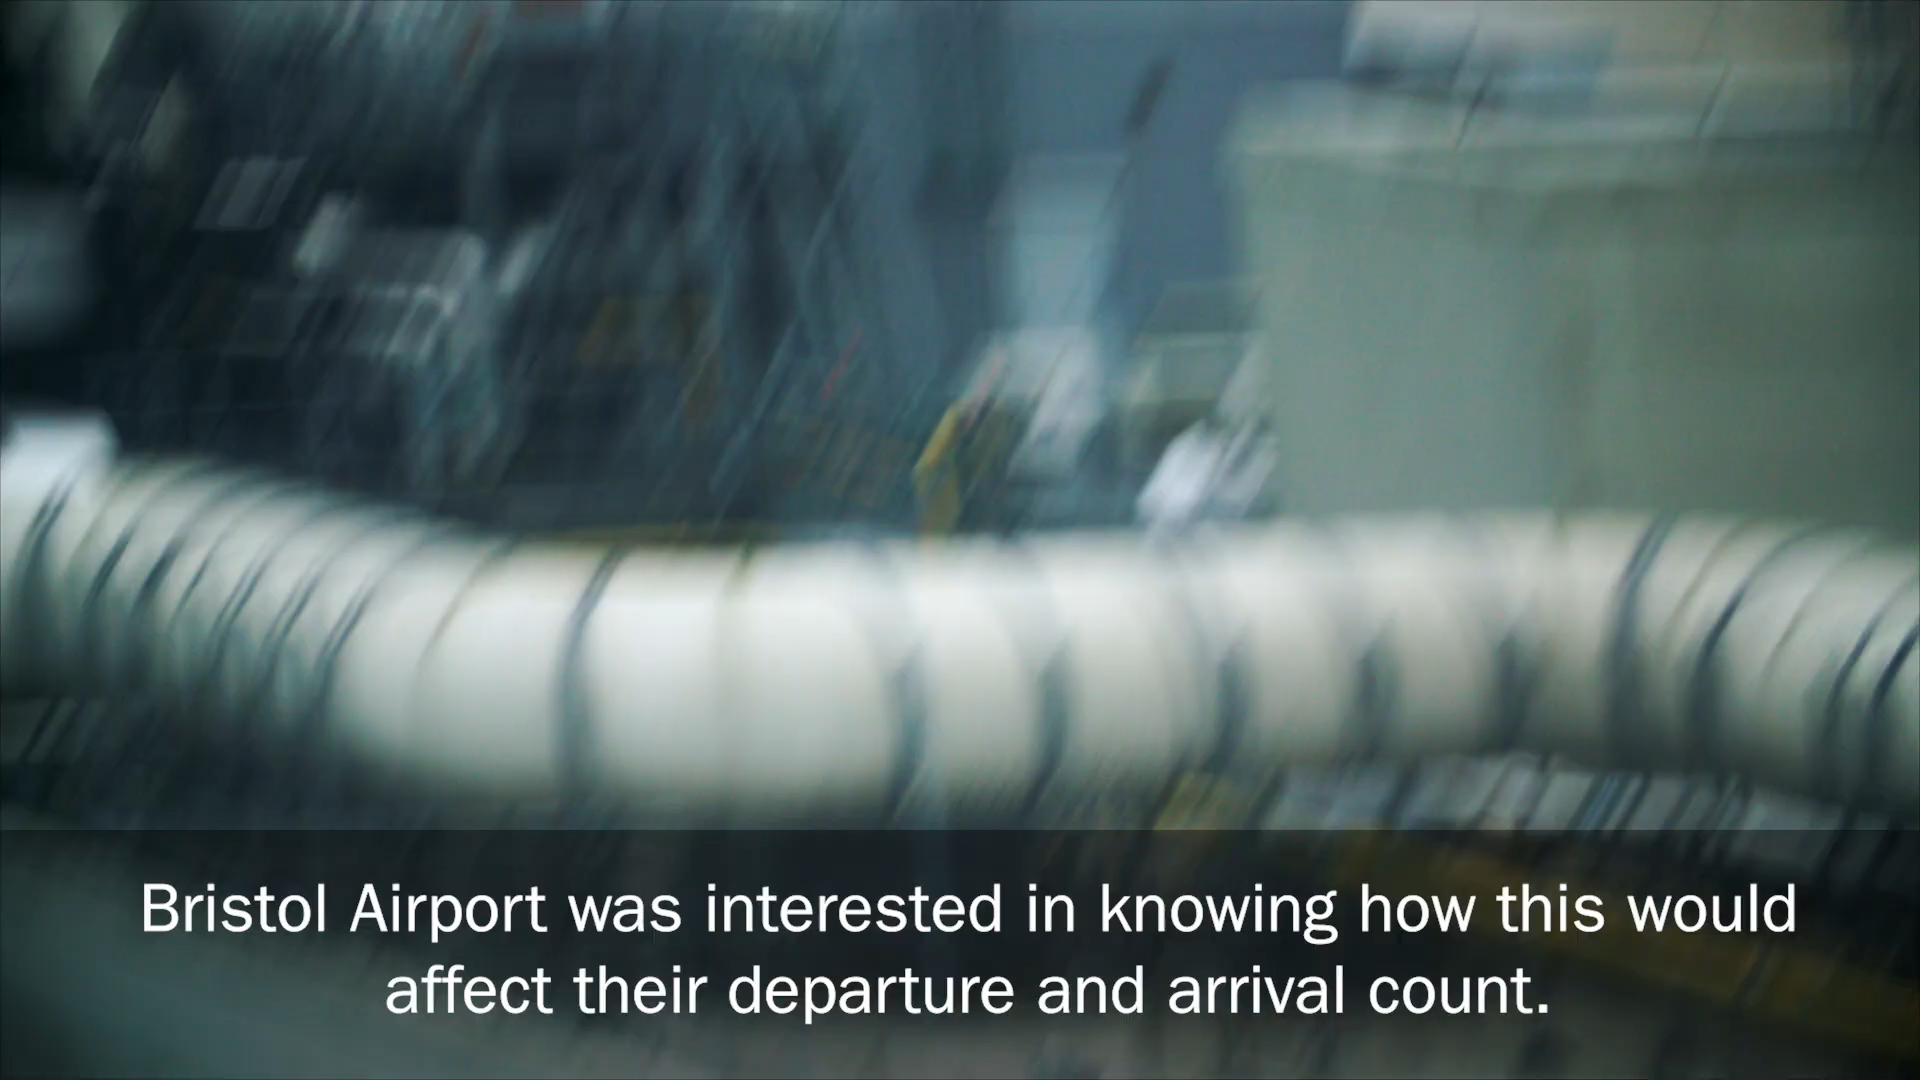 Bristol Airport was interested in knowing how this would
affect their departure and arrival count.